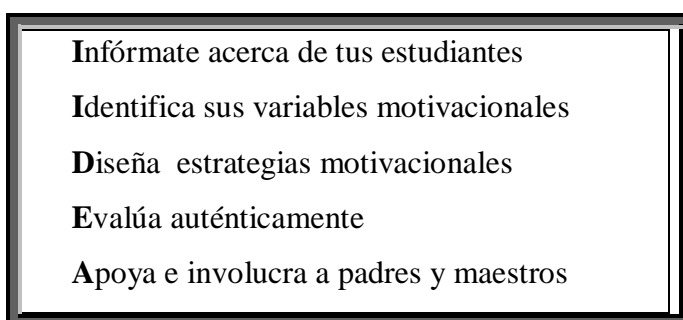 Infórmate acerca de tus estudiantes
Identifica sus variables motivacionales
Diseña estrategias motivacionales
Evalúa auténticamente
Apoya e involucra a padres y maestros